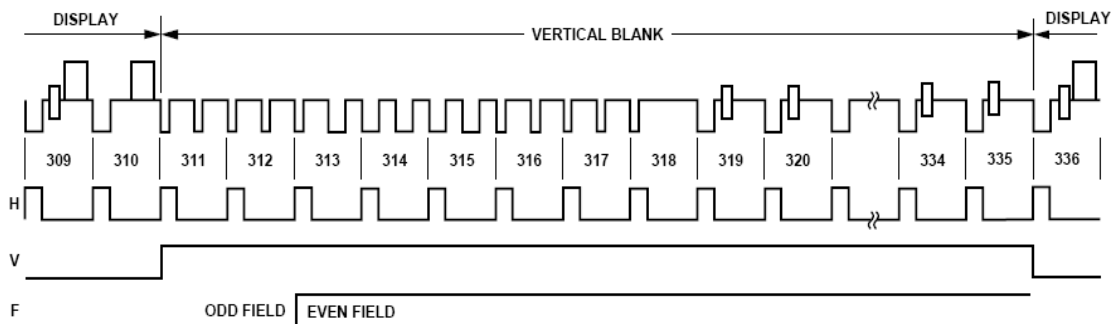 DISPLAY VERTICAL BLANK DISPLAY
309 310 311 312 313 314 315 316 317 318 319 320 334 335 336
H
V
F ODD FIELD EVEN FIELD